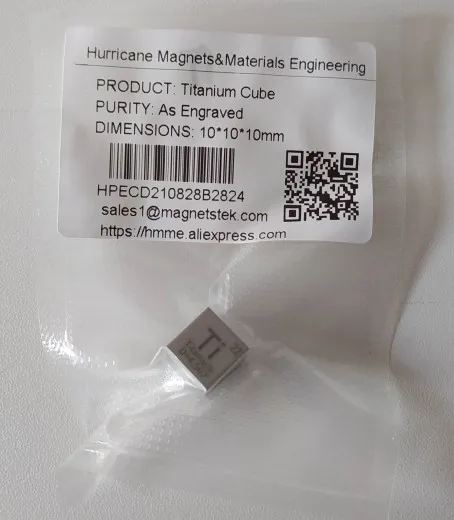 Hurricane Magnets&Materials Engineering
PRODUCT: Titanium Cube
PURITY: As Engraved
DIMENSIONS: 10*10*10mm
HPECD210828B2824
sales1@magnetstek.com
https://hmme.aliexpress.com
Ti
22